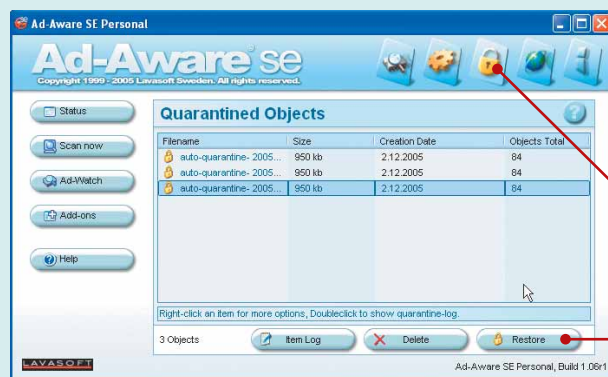 Ad-Aware SE Personal
Ad-Aware se
Copyright 1999 - 2005 Lavasoft Sweden. All rights reserved.
Status
Scan now
Ad-Watch
Add-ons
Help
Quarantined Objects
Filename Size Creation Date Objects Total
auto-quarantine- 2005... 950 kb 2.12.2005 84
auto-quarantine- 2005... 950 kb 2.12.2005 84
auto-quarantine- 2005... 950 kb 2.12.2005 84
Right-click an item for more options, Doubleclick to show quarantine-log.
3 Objects Item Log Delete Restore
LAVASOFT
Ad-Aware SE Personal, Build 1.06r1